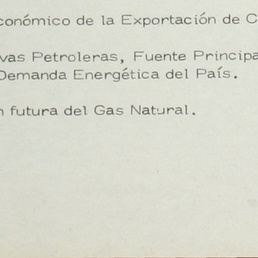 conómico de la Exportación de C
vas Petroleras, Fuente Principa
Demanda Energética del País.
n futura del Gas Natural.